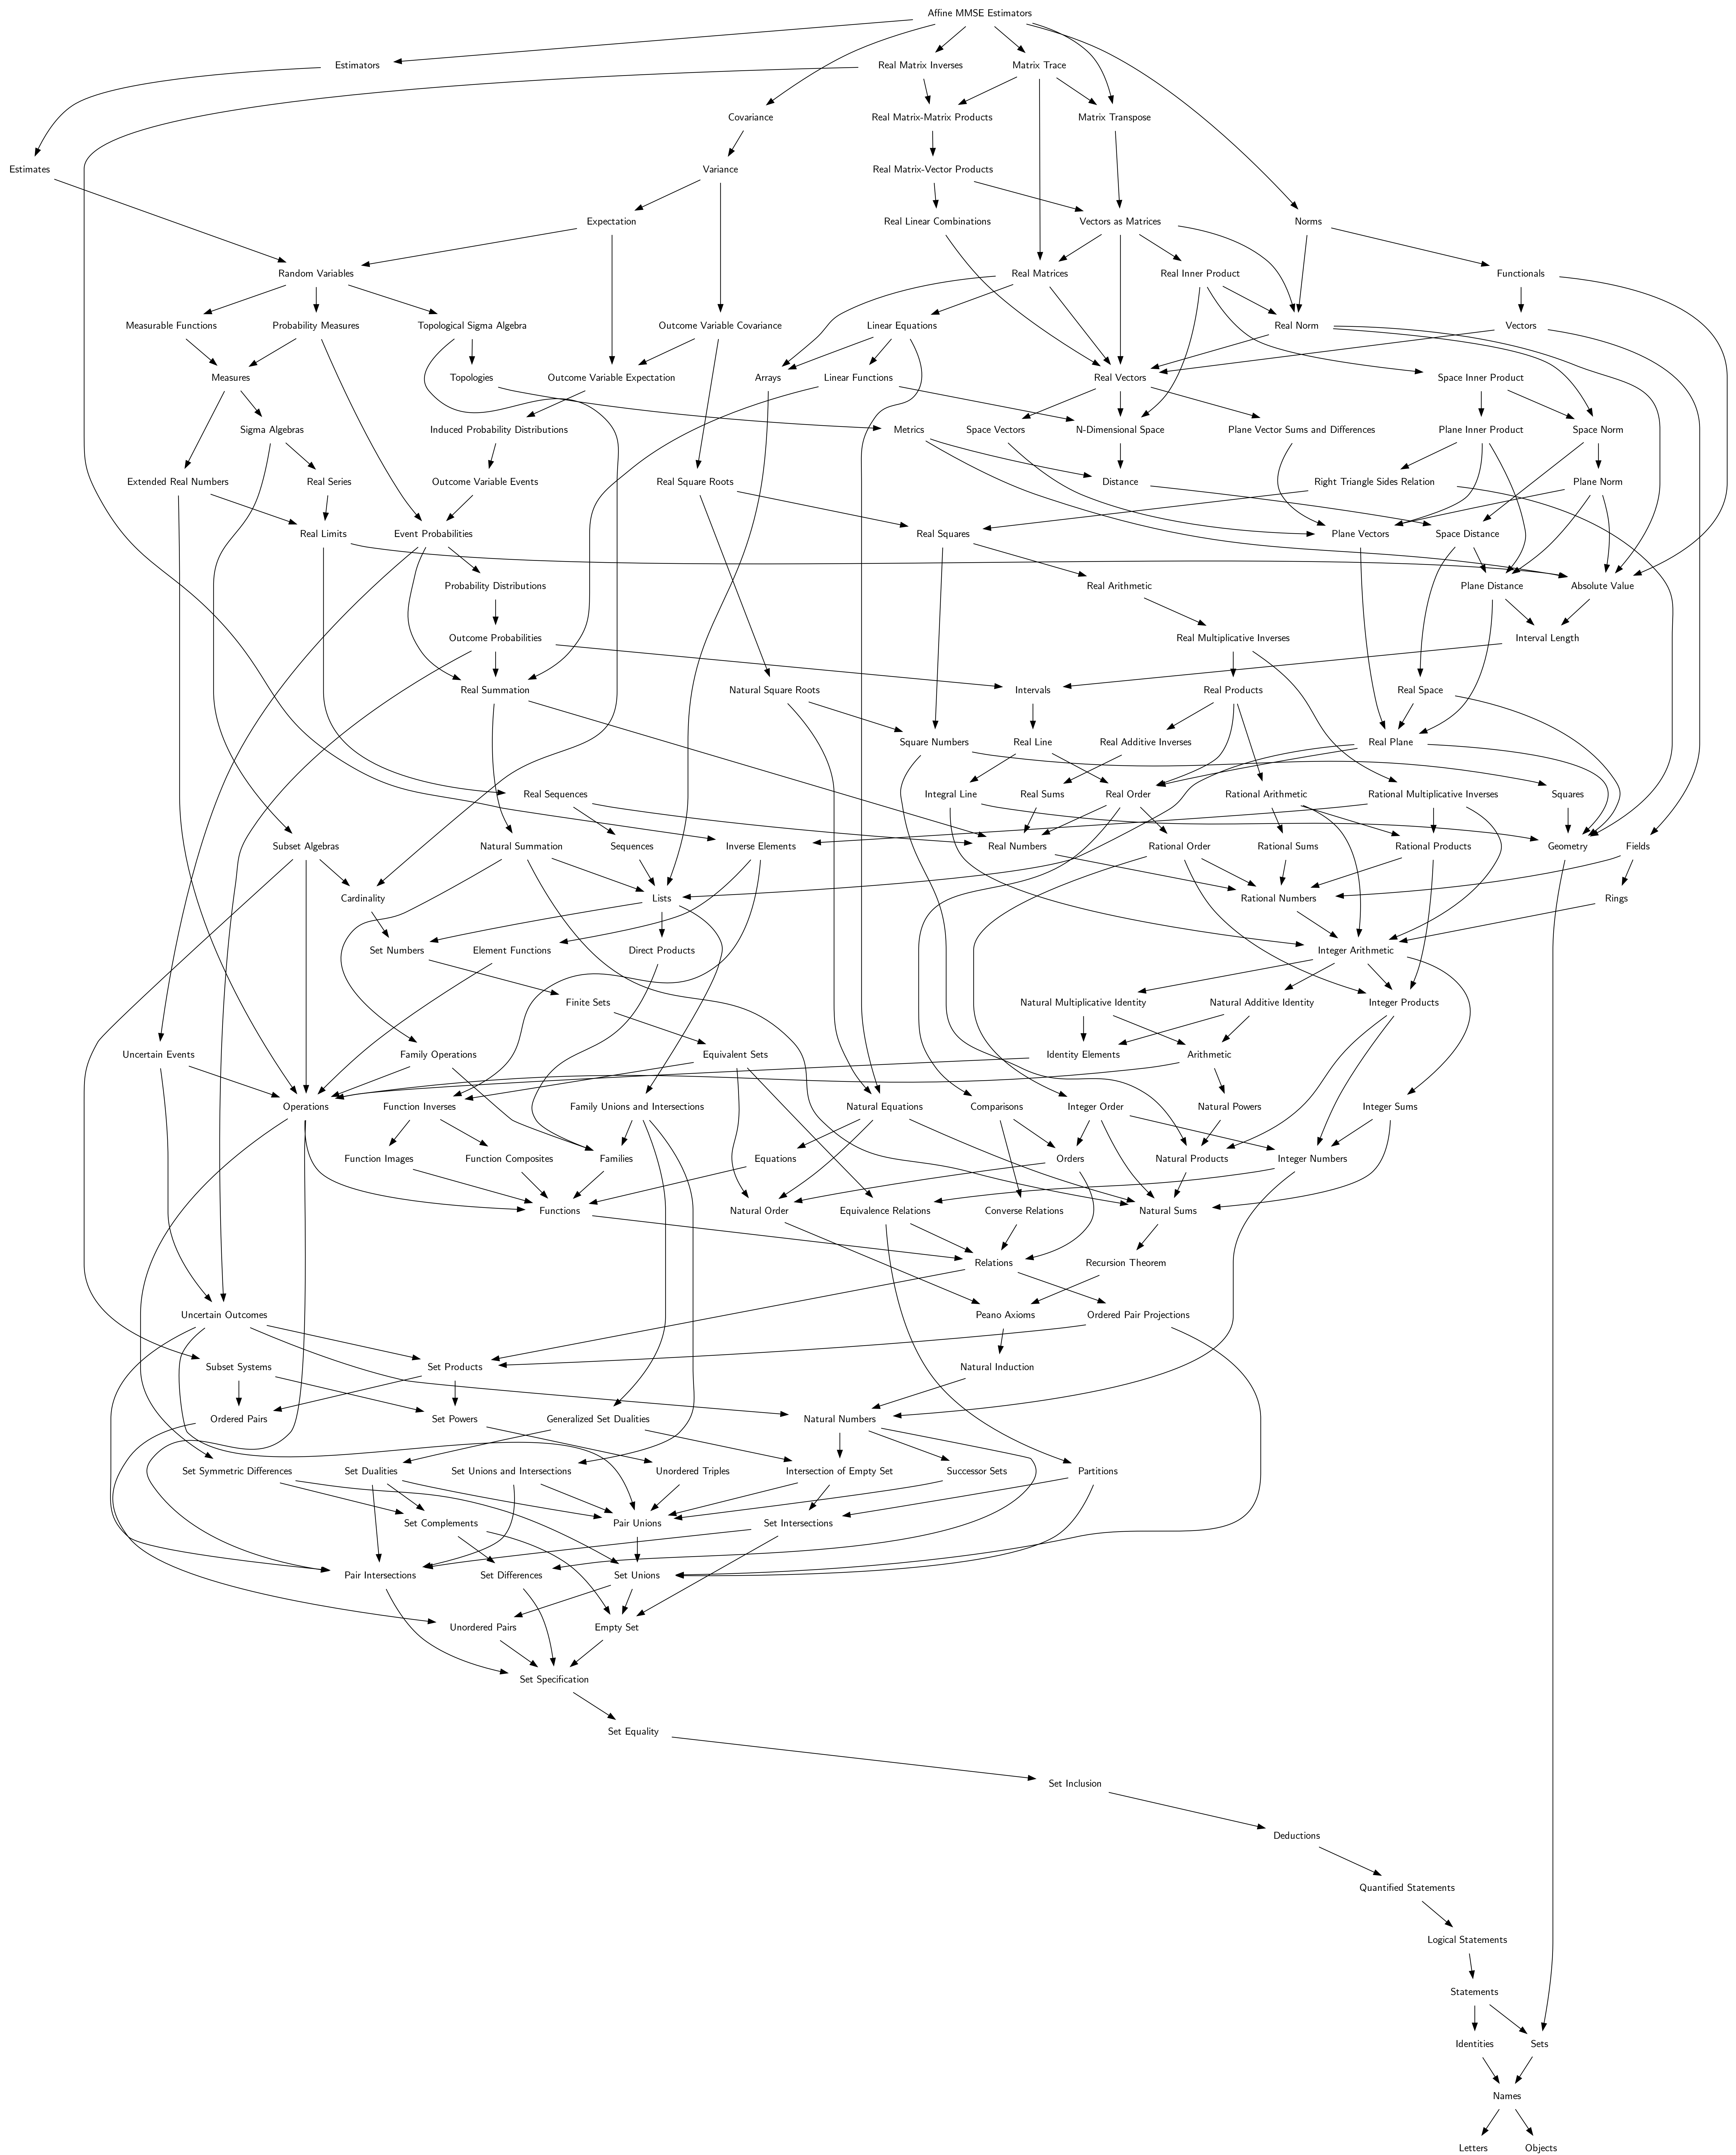 Affine MMSE Estimators
Estimators
Real Matrix Inverses
Matrix Trace
Covariance
Real Matrix-Matrix Products
Matrix Transpose
Estimates
Variance
Real Matrix-Vector Products
Expectation
Real Linear Combinations
Vectors as Matrices
Norms
Random Variables
Real Matrices
Real Inner Product
Functionals
Measurable Functions
Probability Measures
Topological Sigma Algebra
Outcome Variable Covariance
Linear Equations
Real Norm
Vectors
Measures
Topologies
Outcome Variable Expectation
Arrays
Linear Functions
Real Vectors
Space Inner Product
Sigma Algebras
Induced Probability Distributions
Metrics
Space Vectors
N-Dimensional Space
Plane Vector Sums and Differences
Plane Inner Product
Space Norm
Extended Real Numbers
Real Series
Outcome Variable Events
Real Square Roots
Distance
Right Triangle Sides Relation
Plane Norm
Real Limits
Event Probabilities
Real Squares
Plane Vectors
Space Distance
Probability Distributions
Real Arithmetic
Plane Distance
Absolute Value
Outcome Probabilities
Real Multiplicative Inverses
Interval Length
Real Summation
Natural Square Roots
Intervals
Real Products
Real Space
Square Numbers
Real Line
Real Additive Inverses
Real Plane
Real Sequences
Integral Line
Real Sums
Real Order
Rational Arithmetic
Rational Multiplicative Inverses
Squares
Subset Algebras
Natural Summation
Sequences
Inverse Elements
Real Numbers
Rational Order
Rational Sums
Rational Products
Geometry
Fields
Cardinality
Lists
Rational Numbers
Rings
Set Numbers
Element Functions
Direct Products
Integer Arithmetic
Finite Sets
Natural Multiplicative Identity
Natural Additive Identity
Integer Products
Uncertain Events
Family Operations
Equivalent Sets
Identity Elements
Arithmetic
Operations
Function Inverses
Family Unions and Intersections
Natural Equations
Comparisons
Integer Order
Natural Powers
Integer Sums
Function Images
Function Composites
Families
Equations
Orders
Natural Products
Integer Numbers
Functions
Natural Order
Equivalence Relations
Converse Relations
Natural Sums
Relations
Recursion Theorem
Uncertain Outcomes
Peano Axioms
Ordered Pair Projections
Subset Systems
Set Products
Natural Induction
Ordered Pairs
Set Powers
Generalized Set Dualities
Natural Numbers
Set Symmetric Differences
Set Dualities
Set Unions and Intersections
Unordered Triples
Intersection of Empty Set
Successor Sets
Partitions
Set Complements
Pair Unions
Set Intersections
Pair Intersections
Set Differences
Set Unions
Unordered Pairs
Empty Set
Set Specification
Set Equality
Set Inclusion
Deductions
Quantified Statements
Logical Statements
Statements
Identities
Sets
Names
Letters
Objects